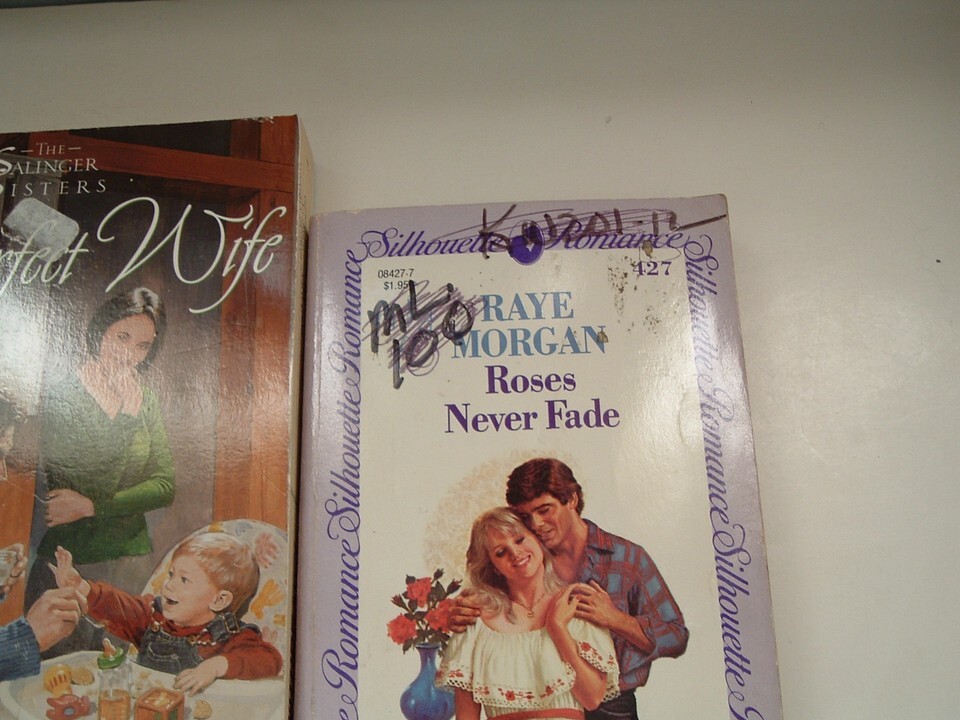 -THE-
SALINGER
SISTERS
Wife
Silhouette Romance
427
08427-7
$1.95
ML
100
RAYE
MORGAN
Roses
Never Fade
Silhouette Romance Silhouette Romance
Silhouette Romance Silhouette